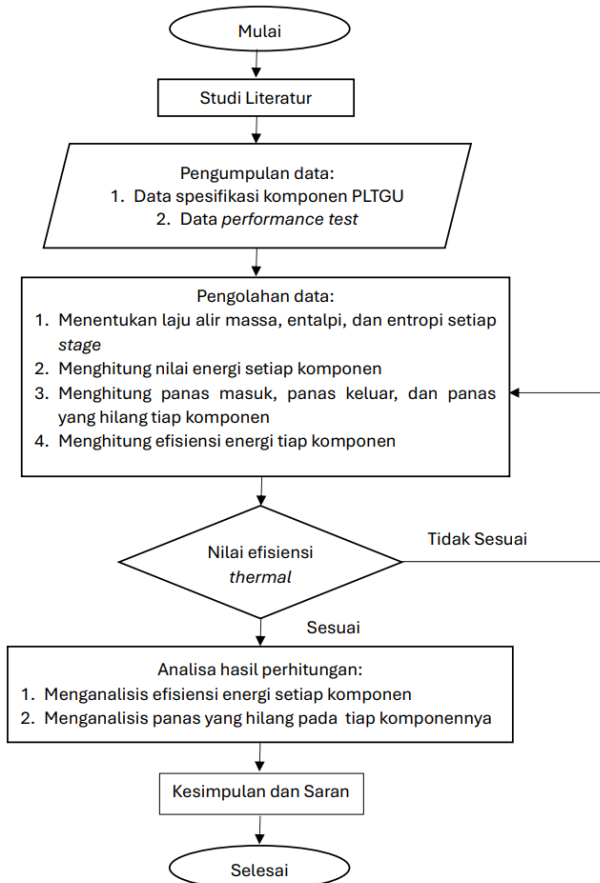 Mulai
Studi Literatur
Pengumpulan data:
1. Data spesifikasi komponen PLTGU
2. Data performance test
Pengolahan data:
1. Menentukan laju alir massa, entalpi, dan entropi setiap
stage
2. Menghitung nilai energi setiap komponen
3. Menghitung panas masuk, panas keluar, dan panas
yang hilang tiap komponen
4. Menghitung efisiensi energi tiap komponen
Nilai efisiensi
thermal
Tidak Sesuai
Sesuai
Analisa hasil perhitungan:
1. Menganalisis efisiensi energi setiap komponen
2. Menganalisis panas yang hilang pada tiap komponennya
Kesimpulan dan Saran
Selesai